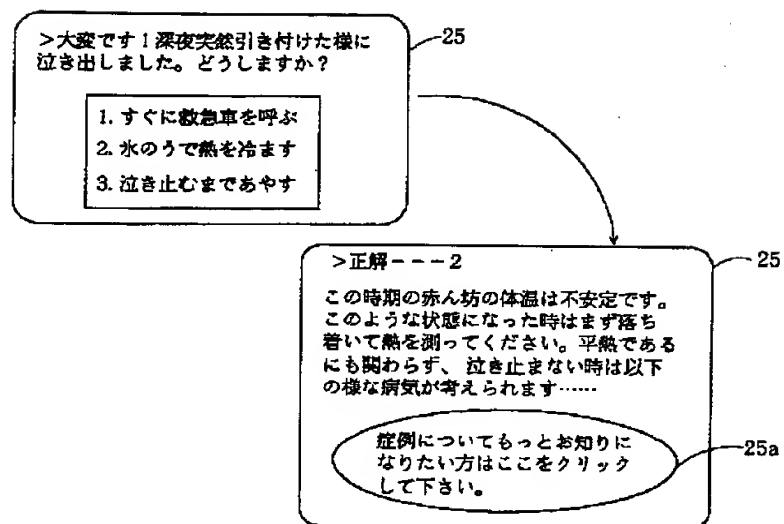 >大変です!深夜突然引き付けた様に
泣き出しました。どうしますか?
25
1. すぐに救急車を呼ぶ
2. 氷のうで熱を冷ます
3. 泣き止むまであやす
>正解---2
25
この時期の赤ん坊の体温は不安定です。
このような状態になった時はまず落ち
着いて熱を測ってください。平熱である
にも関わらず、泣き止まない時は以下
の様な病気が考えられます……
症例についてもっとお知りに
なりたい方はここをクリック
して下さい。
25a